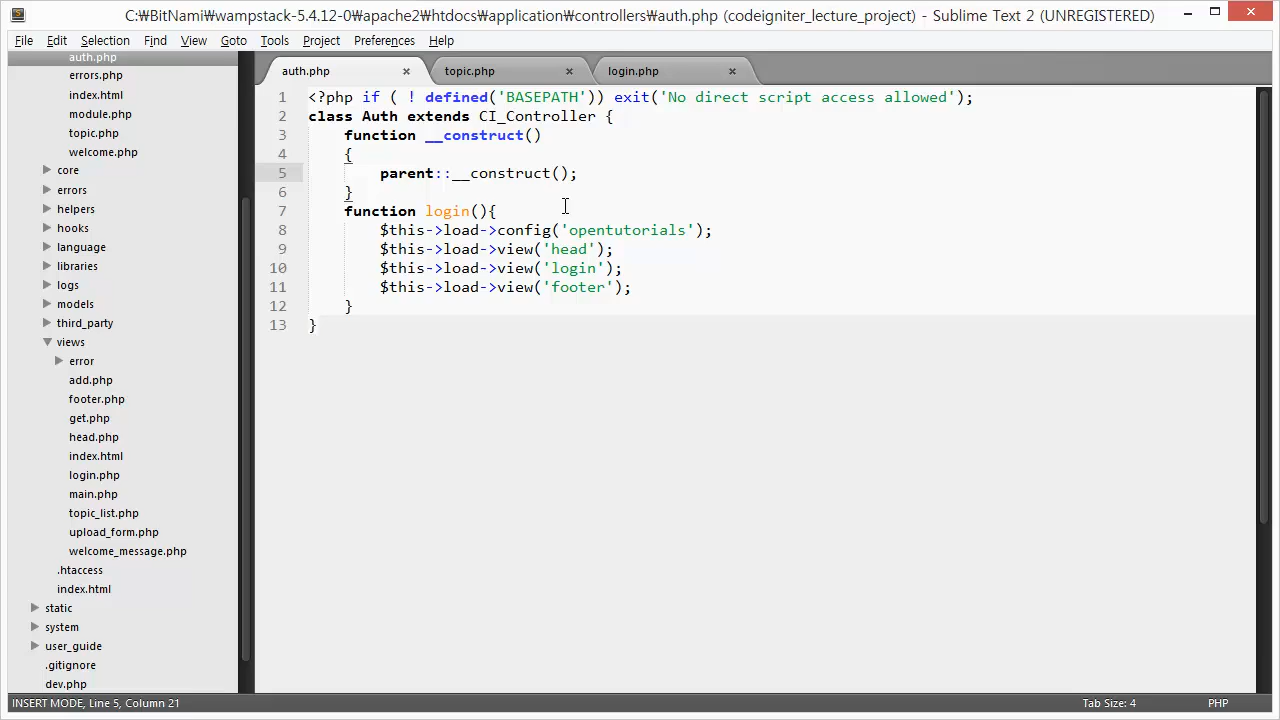 C:₩BitNami₩wampstack-5.4.12-0₩apache2₩htdocs₩application₩controllers₩auth.php (codeigniter_lecture_project) - Sublime Text 2 (UNREGISTERED)
File Edit Selection Find View Goto Tools Project Preferences Help
auth.php
errors.php
index.html
module.php
topic.php
welcome.php
core
errors
helpers
hooks
language
libraries
logs
models
third_party
views
error
add.php
footer.php
get.php
head.php
index.html
login.php
main.php
topic_list.php
upload_form.php
welcome_message.php
.htaccess
index.html
static
system
user_guide
.gitignore
dev.php
auth.php × topic.php × login.php ×
1 <?php if ( ! defined('BASEPATH')) exit('No direct script access allowed');
2 class Auth extends CI_Controller {
3     function __construct()
4     {
5         parent::__construct();
6     }
7     function login(){
8         $this->load->config('opentutorials');
9         $this->load->view('head');
10         $this->load->view('login');
11         $this->load->view('footer');
12     }
13 }
INSERT MODE, Line 5, Column 21 Tab Size: 4 PHP